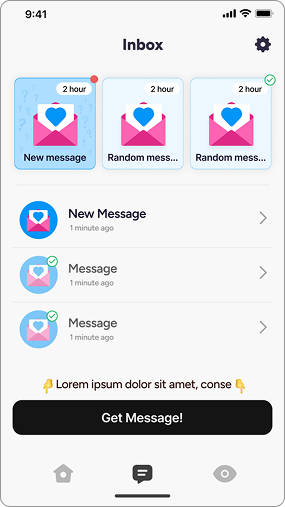 9:41
Inbox
2 hour
2 hour
2 hour
New message
Random mess...
Random mess...
New Message
1 minute ago
Message
1 minute ago
Message
1 minute ago
👇Lorem ipsum dolor sit amet, conse👇
Get Message!